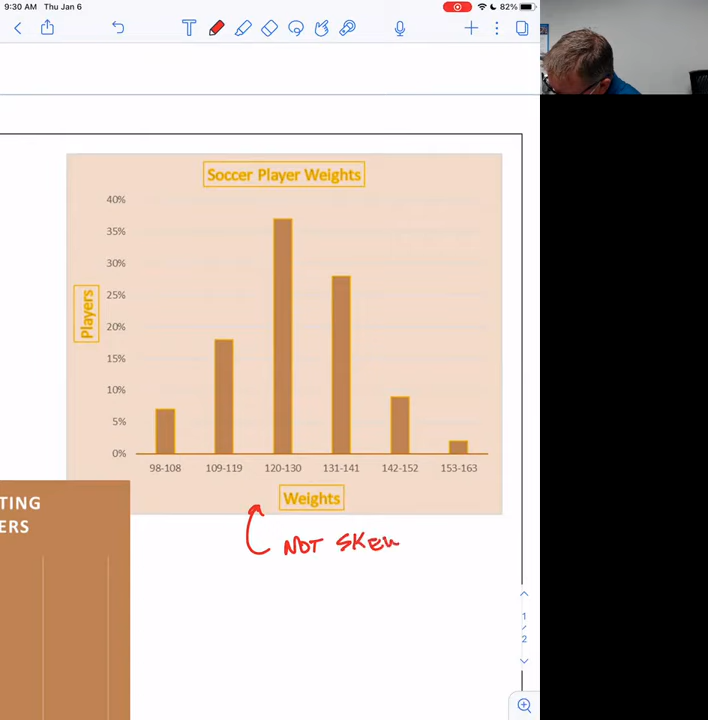 9:30 AM Thu Jan 6
82%
T
Soccer Player Weights
40%
35%
30%
25%
20%
15%
10%
5%
0%
Players
98-108 109-119 120-130 131-141 142-152 153-163
Weights
TING
ERS
NOT SKEW
1
2